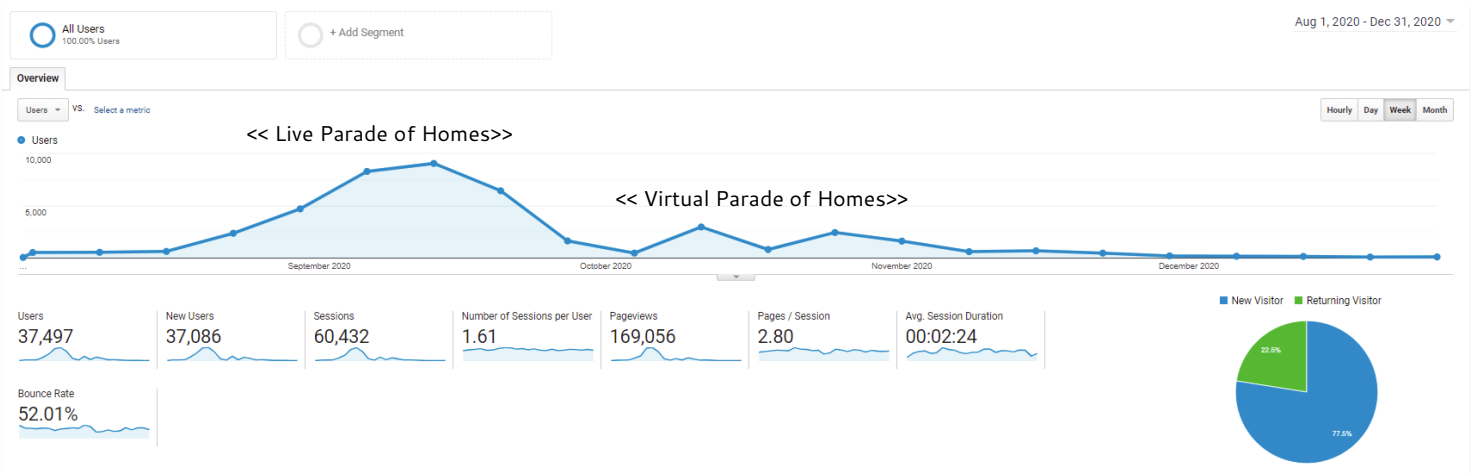 All Users
100.00% Users
+ Add Segment
Aug 1, 2020 - Dec 31, 2020
Overview
Users VS. Select a metric
Hourly Day Week Month
<< Live Parade of Homes>>
Users
10,000
<< Virtual Parade of Homes>>
5,000
... September 2020 October 2020 November 2020 December 2020
New Visitor Returning Visitor
Users New Users Sessions Number of Sessions per User Pageviews Pages / Session Avg. Session Duration
37,497 37,086 60,432 1.61 169,056 2.80 00:02:24
22.5%
Bounce Rate
52.01%
77.5%